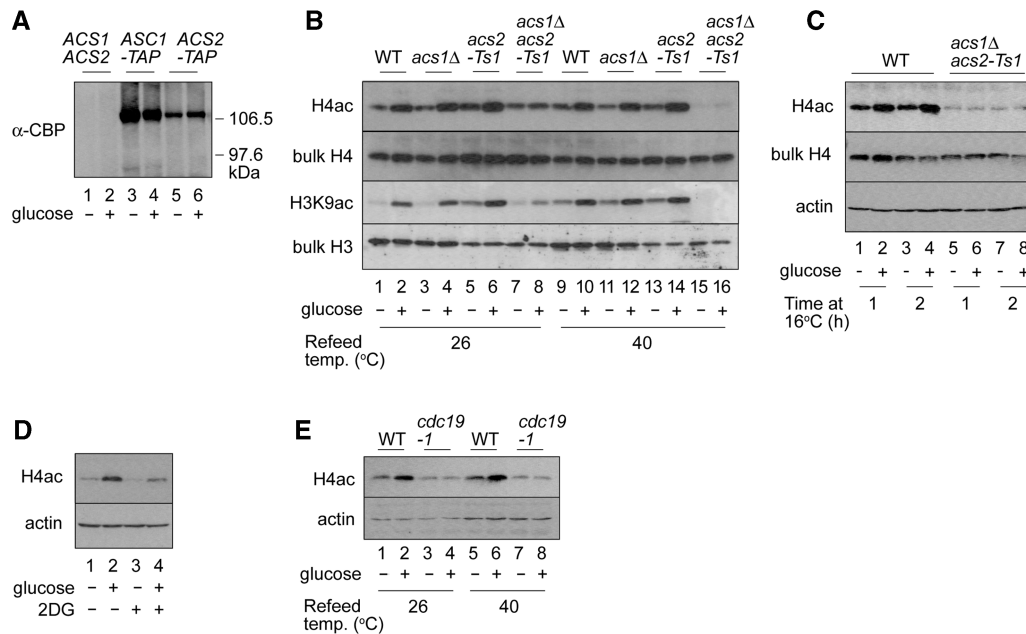 A
ACS1 ASC1 ACS2
ACS2 -TAP -TAP
α-CBP
106.5
97.6
kDa
1 2 3 4 5 6
glucose – + – + – +
B
WT acs1Δ acs2 -Ts1 acs1Δ acs2 -Ts1 WT acs1Δ acs2 -Ts1 acs1Δ acs2 -Ts1
H4ac
bulk H4
H3K9ac
bulk H3
1 2 3 4 5 6 7 8 9 10 11 12 13 14 15 16
glucose – + – + – + – + – + – + – + – +
Refeed 26 40
temp. (°C)
C
WT acs1Δ acs2-Ts1
H4ac
bulk H4
actin
1 2 3 4 5 6 7 8
glucose - + - + - + - +
Time at 1 2 1 2
16°C (h)
D
H4ac
actin
1 2 3 4
glucose – + – +
2DG – – + +
E
WT cdc19 -1 WT cdc19 -1
H4ac
actin
1 2 3 4 5 6 7 8
glucose – + – + – + – +
Refeed 26 40
temp. (°C)